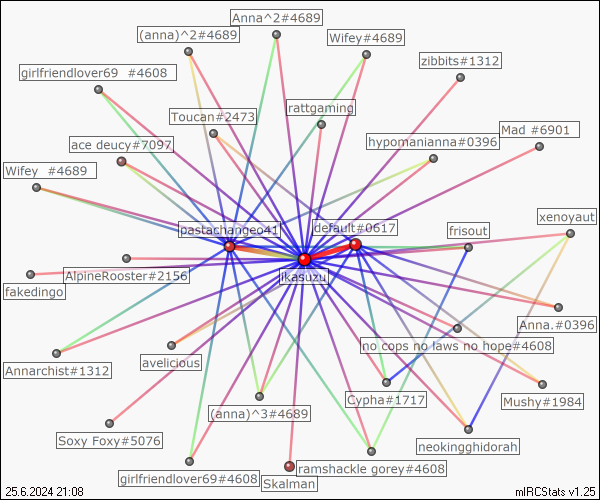 Anna^2#4689
(anna)^2#4689
Wifey#4689
zibbits#1312
girlfriendlover69 #4608
rattgaming
Toucan#2473
Mad #6901
ace deucy#7097
hypomanianna#0396
Wifey #4689
xenoyaut
pastachangeo41
default#0617
frisout
AlpineRooster#2156
ikasuzu
fakedingo
Anna.#0396
no cops no laws no hope#4608
avelicious
Annarchist#1312
Cypha#1717
Mushy#1984
(anna)^3#4689
Soxy Foxy#5076
neokingghidorah
ramshackle gorey#4608
girlfriendlover69#4608
Skalman
25.6.2024 21:08
mIRCStats v1.25